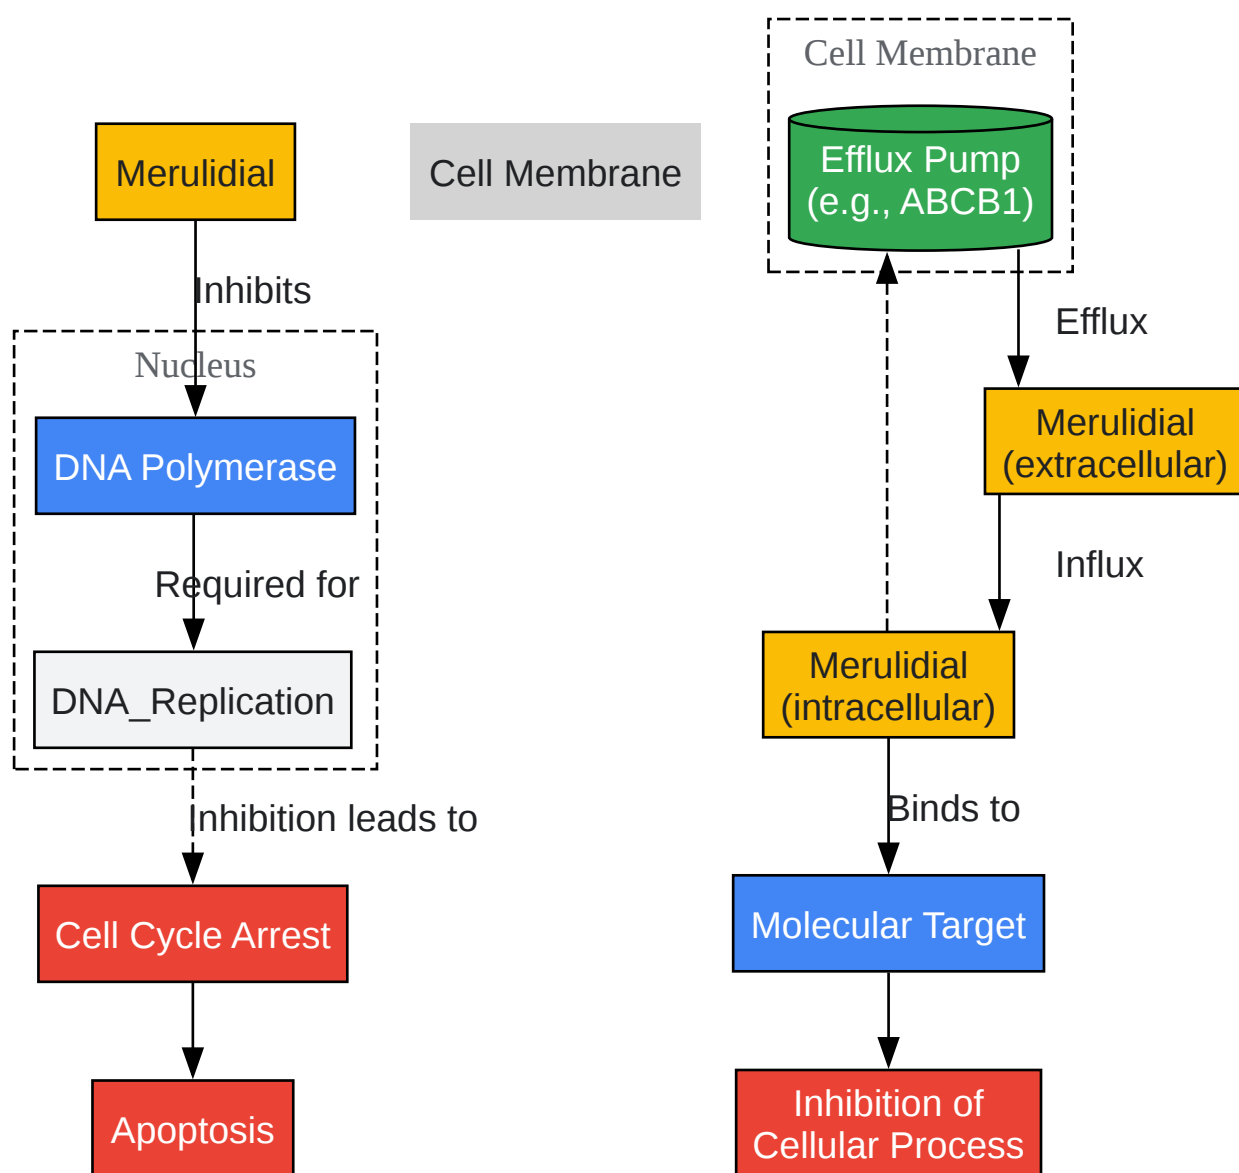 Merulidial
Inhibits
Nucleus
DNA Polymerase
Required for
DNA_Replication
Inhibition leads to
Cell Cycle Arrest
Apoptosis
Cell Membrane
Cell Membrane
Efflux Pump
(e.g., ABCB1)
Efflux
Merulidial
(extracellular)
Influx
Merulidial
(intracellular)
Binds to
Molecular Target
Inhibition of
Cellular Process